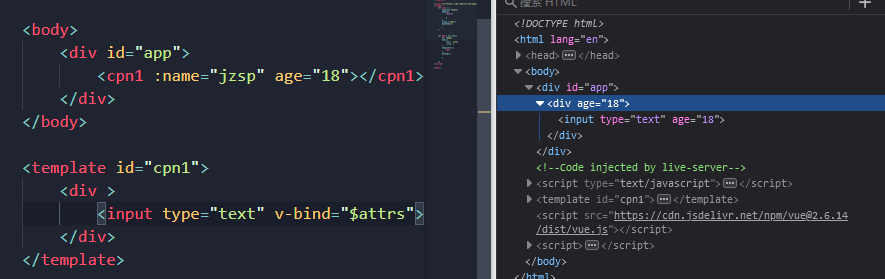 <body>
<div id="app">
<cpn1 :name="jzsp" age="18"></cpn1>
</div>
</body>
<template id="cpn1">
<div >
<input type="text" v-bind="$attrs">
</div>
</template>
搜索 HTML
<!DOCTYPE html>
<html lang="en">
<head> ··· </head>
<body>
<div id="app">
<div age="18">
<input type="text" age="18">
</div>
</div>
<!--Code injected by live-server-->
<script type="text/javascript"> ··· </script>
<template id="cpn1"> ··· </template>
<script src="https://cdn.jsdelivr.net/npm/vue@2.6.14
/dist/vue.js"></script>
<script> ··· </script>
</body>
</html>